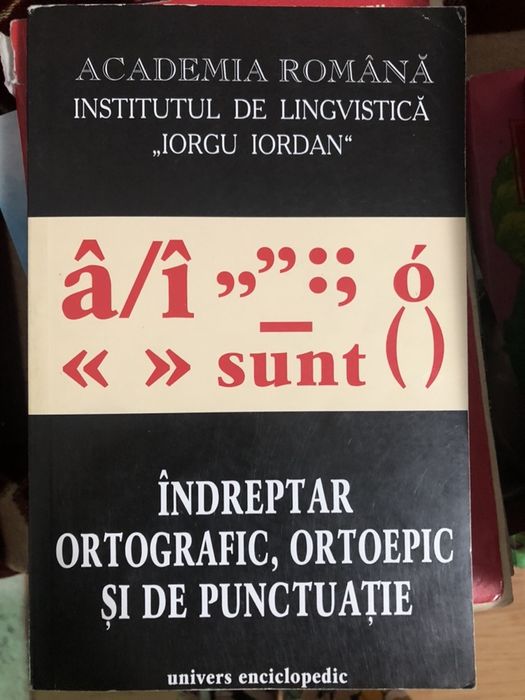 ACADEMIA ROMÂNĂ
INSTITUTUL DE LINGVISTICĂ
„IORGU IORDAN“
â/î „” :; ó
« » – sunt ()
ÎNDREPTAR
ORTOGRAFIC, ORTOEPIC
ȘI DE PUNCTUAȚIE
univers enciclopedic